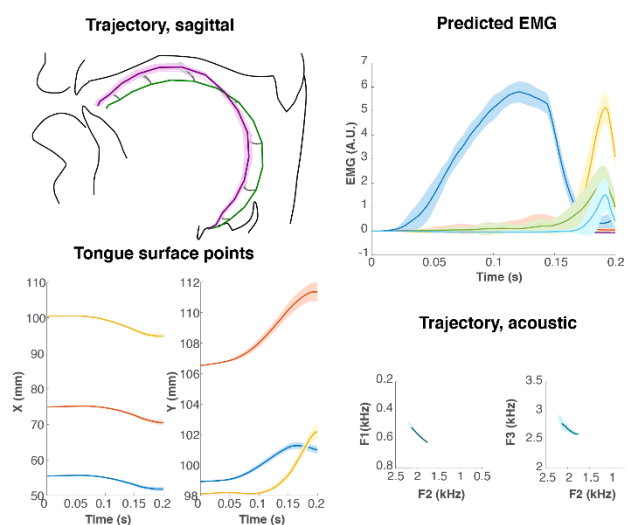 Trajectory, sagittal
Predicted EMG
7
6
5
4
3
2
1
0
-1
EMG (A.U.)
0 0.05 0.1 0.15 0.2
Time (s)
Tongue surface points
110
100
90
80
70
60
50
X (mm)
0 0.05 0.1 0.15 0.2
Time (s)
112
110
108
106
104
102
100
98
Y (mm)
0 0.05 0.1 0.15 0.2
Time (s)
Trajectory, acoustic
0.2
0.4
0.6
0.8
F1(kHz)
2.5 2 1.5 1 0.5
F2 (kHz)
3.5
3
2.5
2
F3 (kHz)
2.5 2 1.5 1
F2 (kHz)